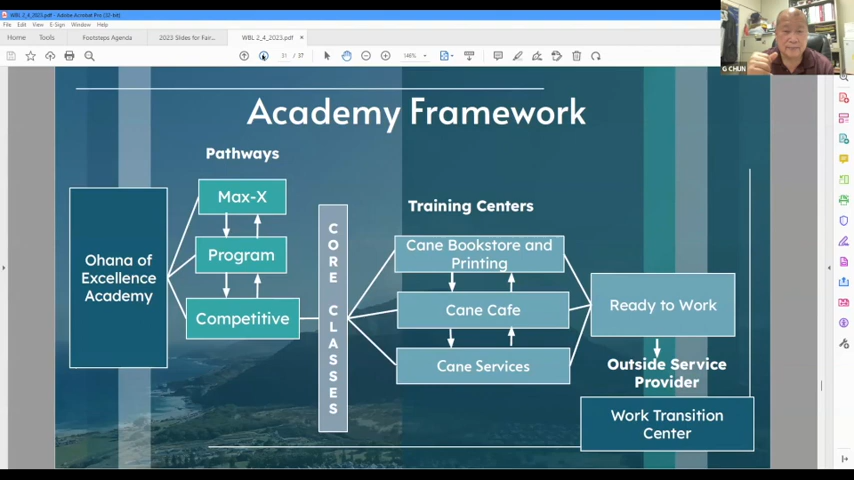 WBL 2_4_2023.pdf - Adobe Acrobat Pro (32-bit)
File Edit View E-Sign Window Help
Home Tools Footsteps Agenda 2023 Slides for Fair... WBL 2_4_2023.pdf ×
31 / 37 146%
G CHUN
Academy Framework
Pathways
Max-X
Program
Competitive
Ohana of
Excellence
Academy
CORE CLASSES
Training Centers
Cane Bookstore and
Printing
Cane Cafe
Cane Services
Ready to Work
Outside Service
Provider
Work Transition
Center